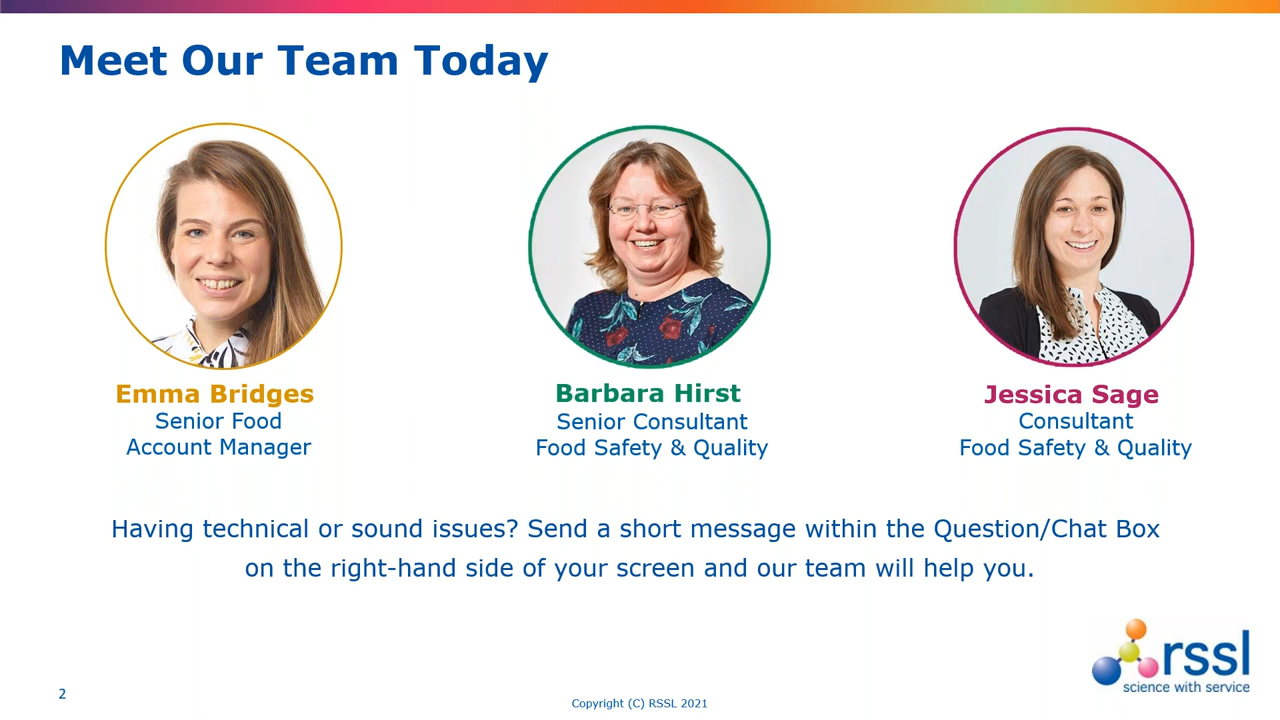 Meet Our Team Today
Emma Bridges
Senior Food
Account Manager
Barbara Hirst
Senior Consultant
Food Safety & Quality
Jessica Sage
Consultant
Food Safety & Quality
Having technical or sound issues? Send a short message within the Question/Chat Box
on the right-hand side of your screen and our team will help you.
rssl
science with service
2
Copyright (C) RSSL 2021